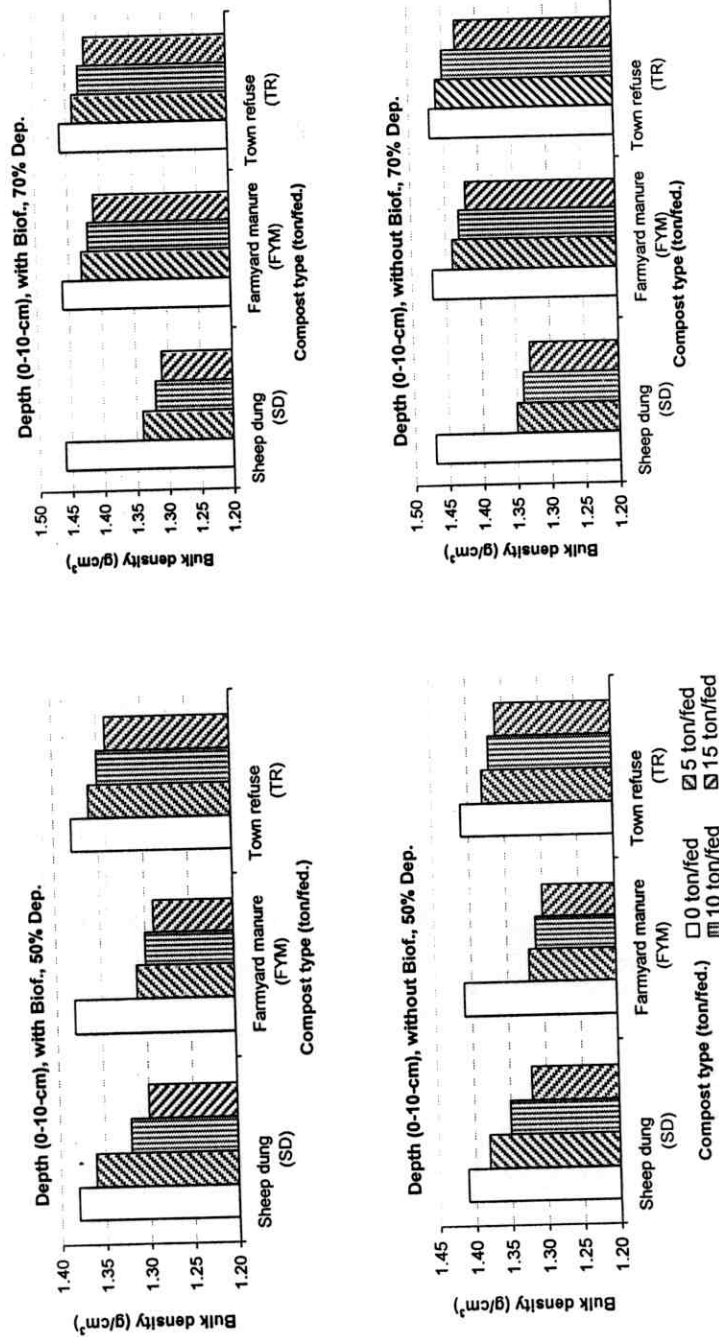 Depth (0-10-cm), with Biof., 50% Dep.
Bulk density (g/cm³)
1.40
1.35
1.30
1.25
1.20
Sheep dung
(SD)
Farmyard manure
(FYM)
Town refuse
(TR)
Compost type (ton/fed.)
Depth (0-10-cm), with Biof., 70% Dep.
Bulk density (g/cm³)
1.50
1.45
1.40
1.35
1.30
1.25
1.20
Sheep dung
(SD)
Farmyard manure
(FYM)
Town refuse
(TR)
Compost type (ton/fed.)
Depth (0-10-cm), without Biof., 50% Dep.
Bulk density (g/cm³)
1.45
1.40
1.35
1.30
1.25
1.20
Sheep dung
(SD)
Farmyard manure
(FYM)
Town refuse
(TR)
Compost type (ton/fed.)
0 ton/fed
5 ton/fed
10 ton/fed
15 ton/fed
Depth (0-10-cm), without Biof., 70% Dep.
Bulk density (g/cm³)
1.50
1.45
1.40
1.35
1.30
1.25
1.20
Sheep dung
(SD)
Farmyard manure
(FYM)
Town refuse
(TR)
Compost type (ton/fed.)